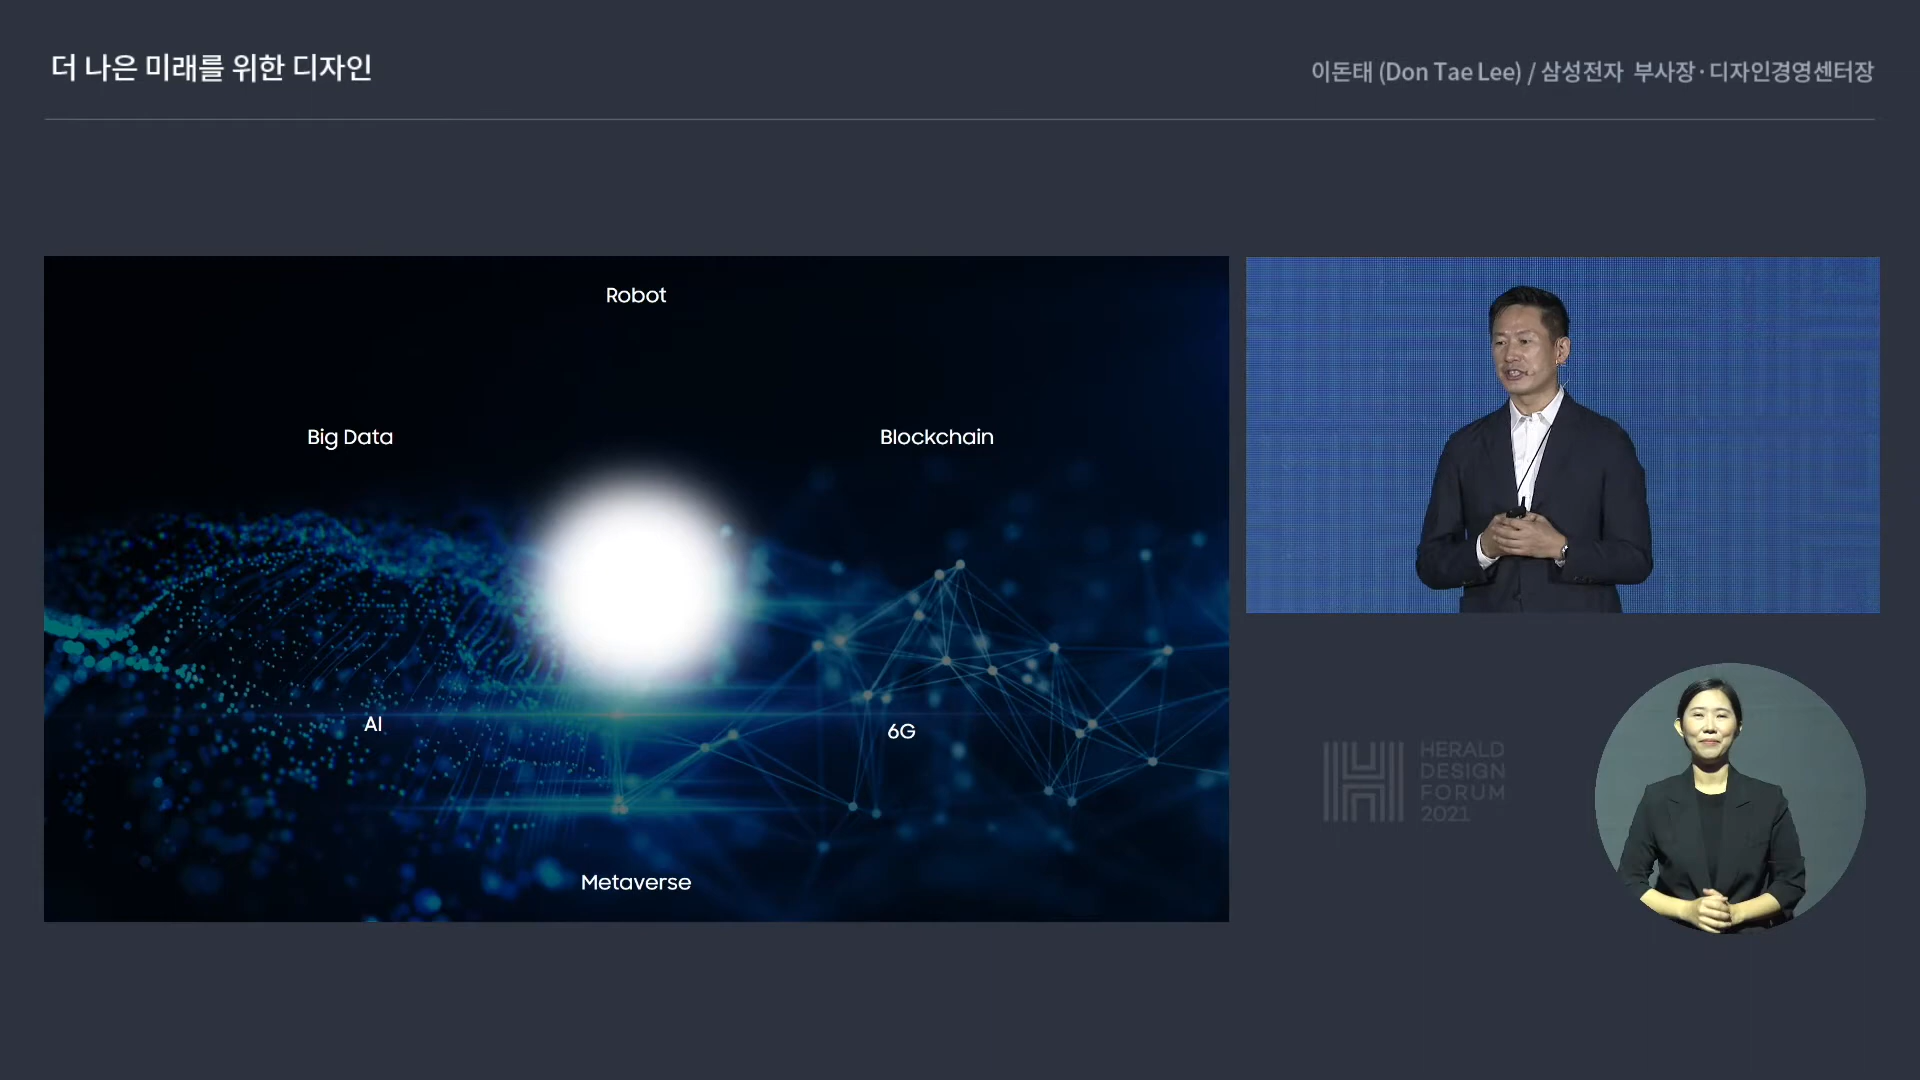 더 나은 미래를 위한 디자인
이돈태 (Don Tae Lee) / 삼성전자 부사장·디자인경영센터장
Robot
Big Data
Blockchain
AI
6G
Metaverse
HERALD
DESIGN
FORUM
2021